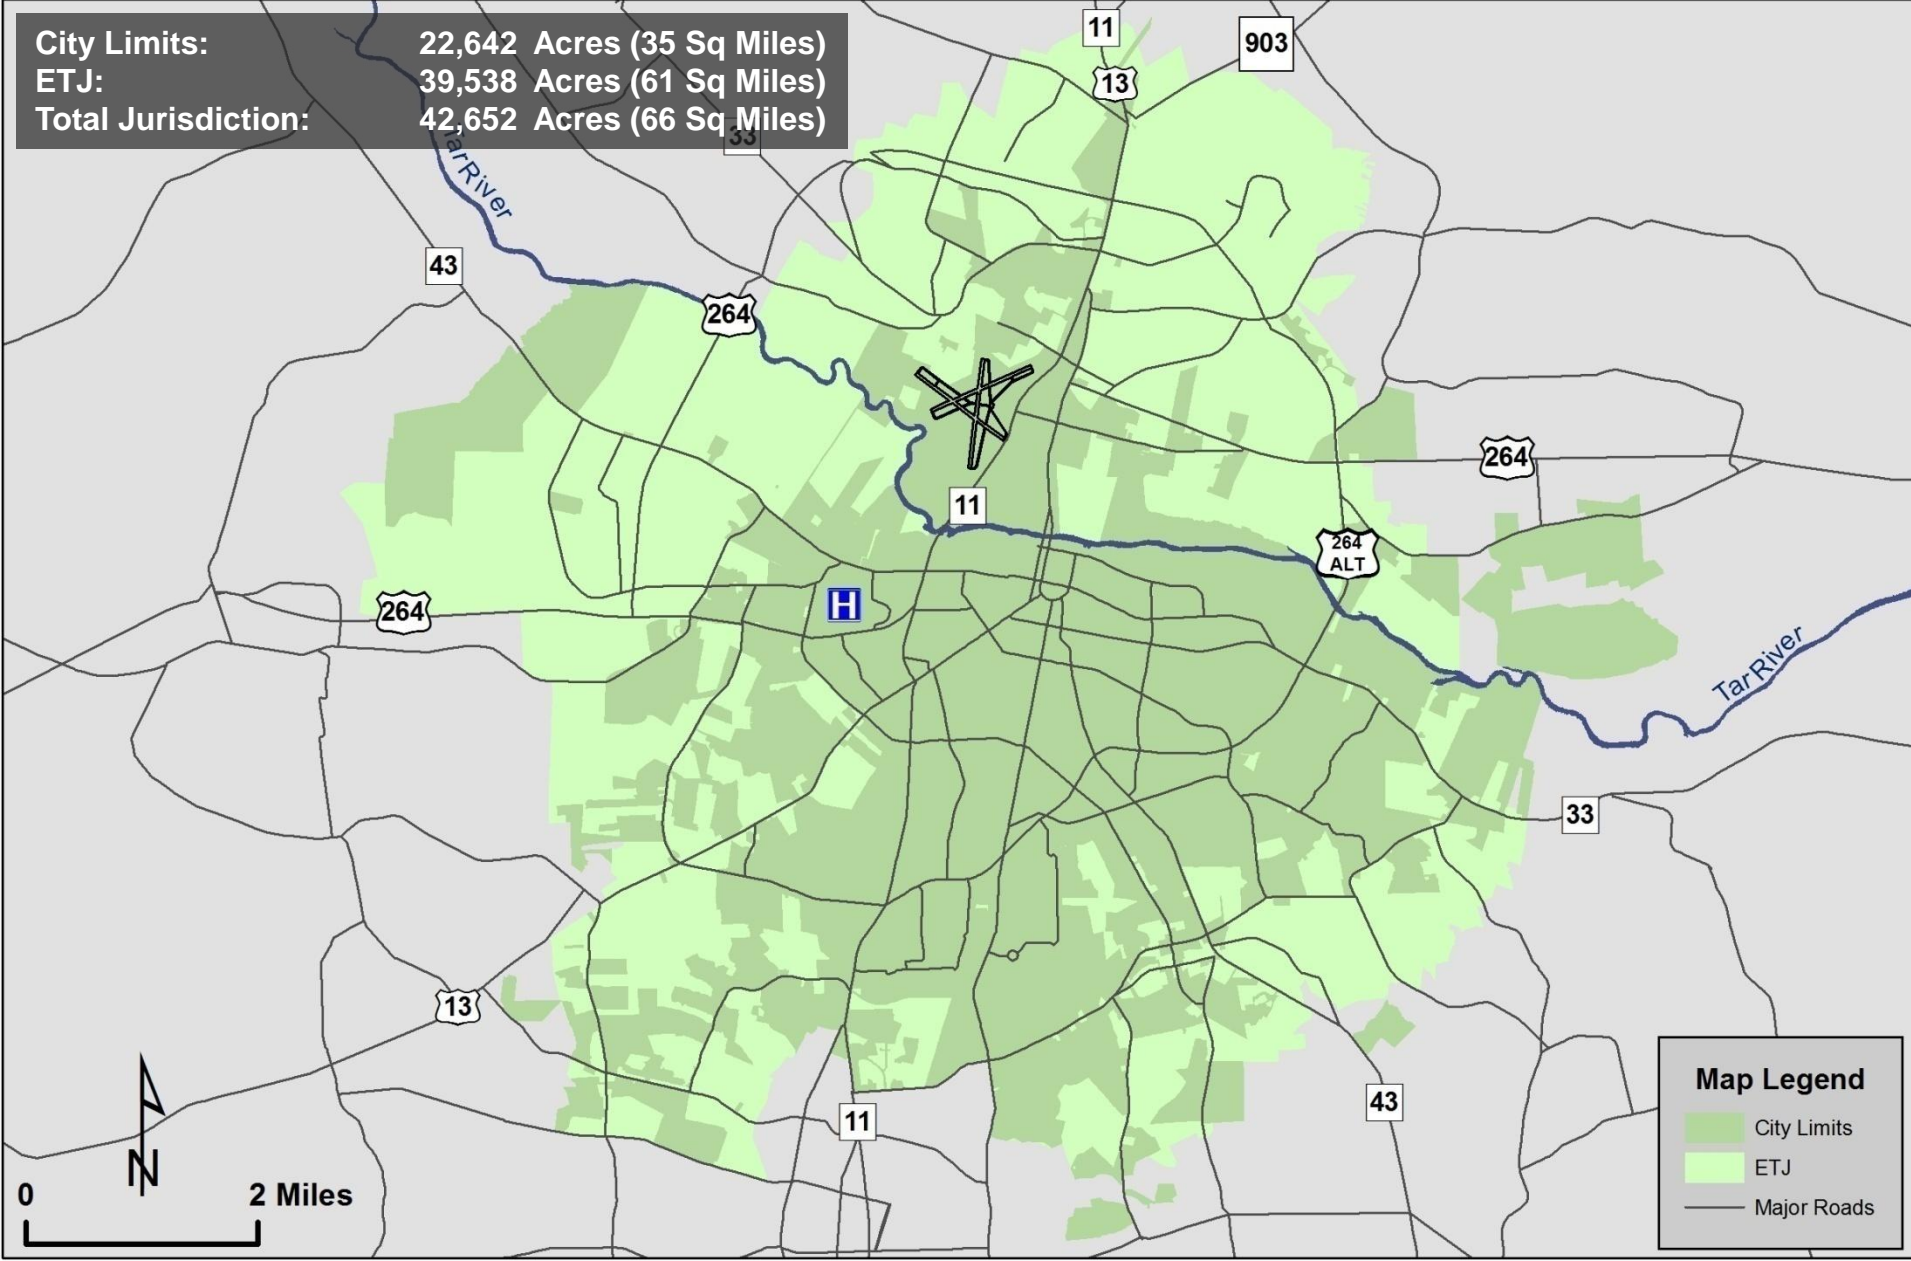 City Limits: 22,642 Acres (35 Sq Miles)
ETJ: 39,538 Acres (61 Sq Miles)
Total Jurisdiction: 42,652 Acres (66 Sq Miles)
11
903
13
33
Tar River
43
264
264
11
264
ALT
264
H
Tar River
33
13
43
11
N
0 2 Miles
Map Legend
City Limits
ETJ
Major Roads